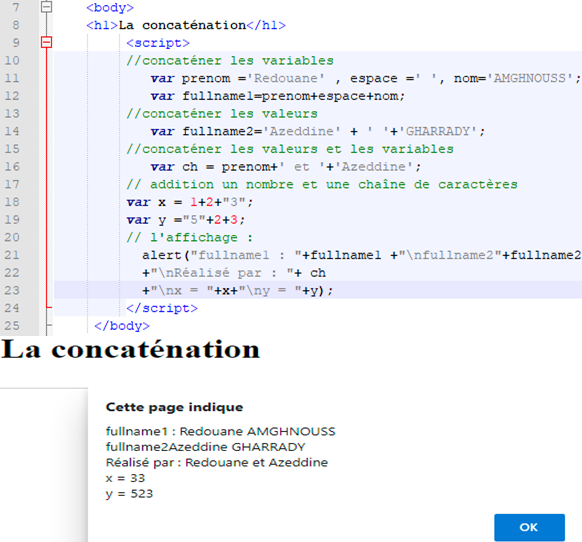 7 <body>
8 <h1>La concaténation</h1>
9 <script>
10 //concaténer les variables
11 var prenom ='Redouane' , espace =' ', nom='AMGHNOUSS';
12 var fullname1=prenom+espace+nom;
13 //concaténer les valeurs
14 var fullname2='Azeddine' + ' '+'GHARRADY';
15 //concaténer les valeurs et les variables
16 var ch = prenom+' et '+'Azeddine';
17 // addition un nombre et une chaîne de caractères
18 var x = 1+2+"3";
19 var y ="5"+2+3;
20 // l'affichage :
21 alert("fullname1 : "+fullname1 +"\nfullname2"+fullname2
22 +"\nRéalisé par : "+ ch
23 +"\nx = "+x+"\ny = "+y);
24 </script>
25 </body>
La concaténation
Cette page indique
fullname1 : Redouane AMGHNOUSS
fullname2Azeddine GHARRADY
Réalisé par : Redouane et Azeddine
x = 33
y = 523
OK